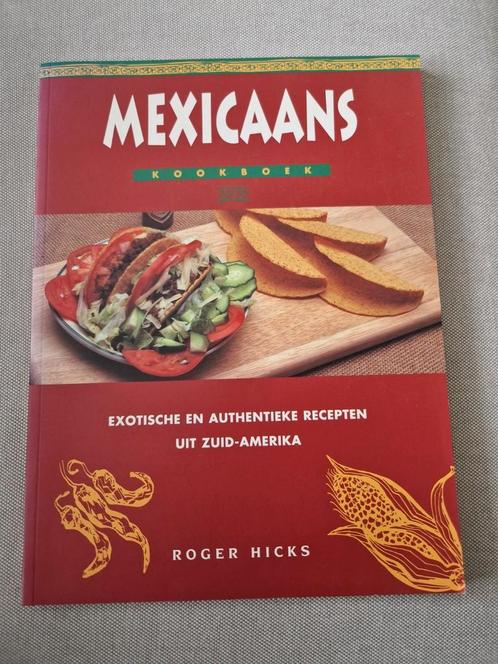 MEXICAANS
KOOKBOEK
EXOTISCHE EN AUTHENTIEKE RECEPTEN
UIT ZUID-AMERIKA
ROGER HICKS